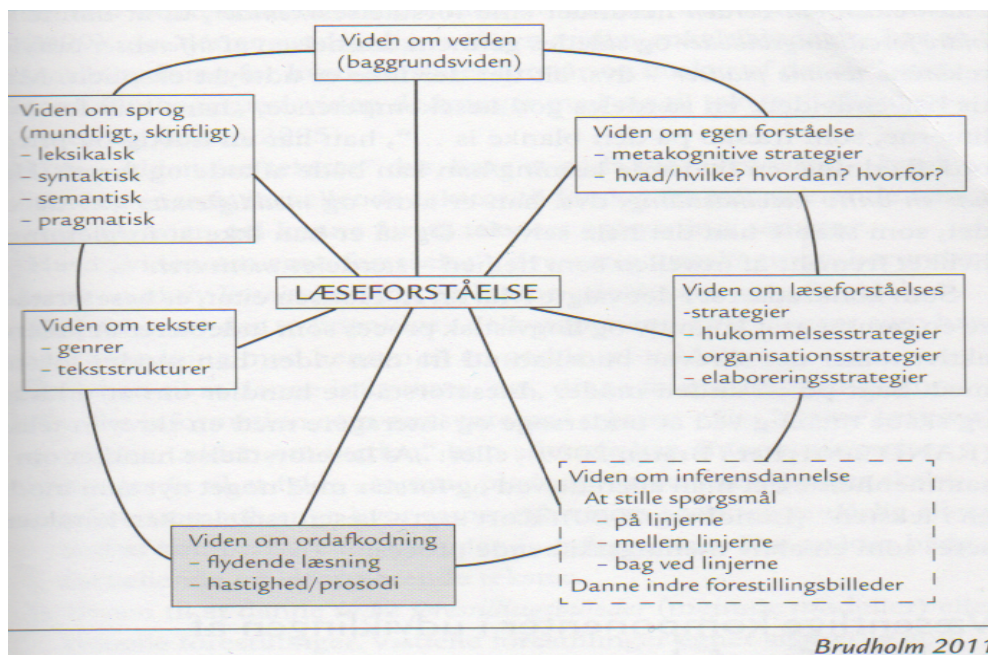 Viden om verden
(baggrundsviden)
Viden om sprog
(mundtligt, skriftligt)
– leksikalsk
– syntaktisk
– semantisk
– pragmatisk
Viden om egen forståelse
– metakognitive strategier
– hvad/hvilke? hvordan? hvorfor?
LÆSEFORSTÅELSE
Viden om tekster
– genrer
– tekststrukturer
Viden om læseforståelses
-strategier
– hukommelsesstrategier
– organisationsstrategier
– elaboreringsstrategier
Viden om ordafkodning
– flydende læsning
– hastighed/prosodi
Viden om inferensdannelse
At stille spørgsmål
– på linjerne
– mellem linjerne
– bag ved linjerne
Danne indre forestillingsbilleder
Brudholm 2011